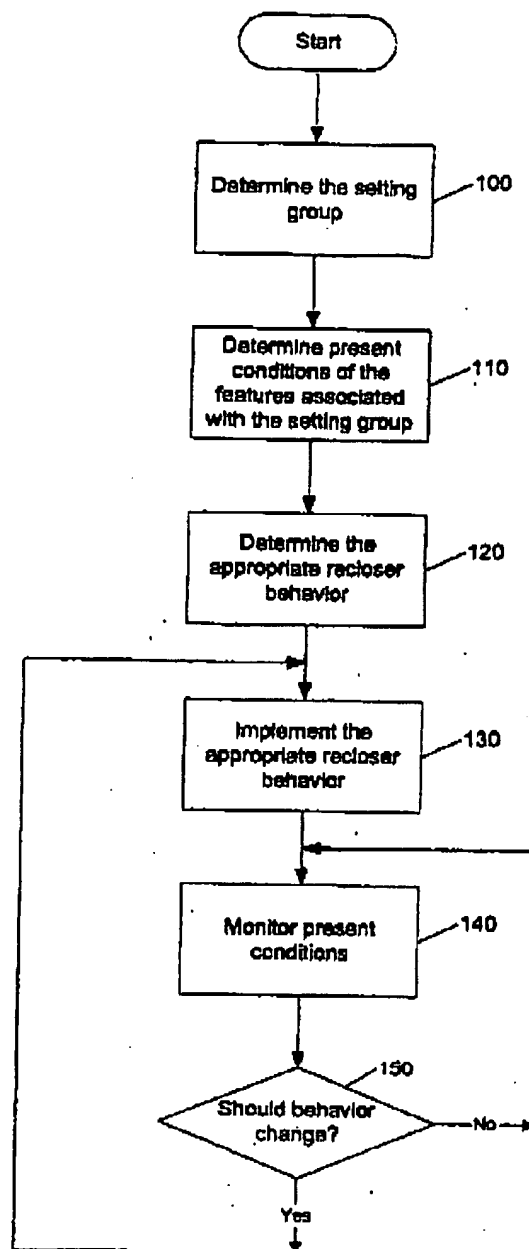 Start
Determine the setting
group
100
Determine present
conditions of the
features associated
with the setting group
110
Determine the
appropriate recloser
behavior
120
Implement the
appropriate recloser
behavior
130
Monitor present
conditions
140
150
Should behavior
change?
No
Yes